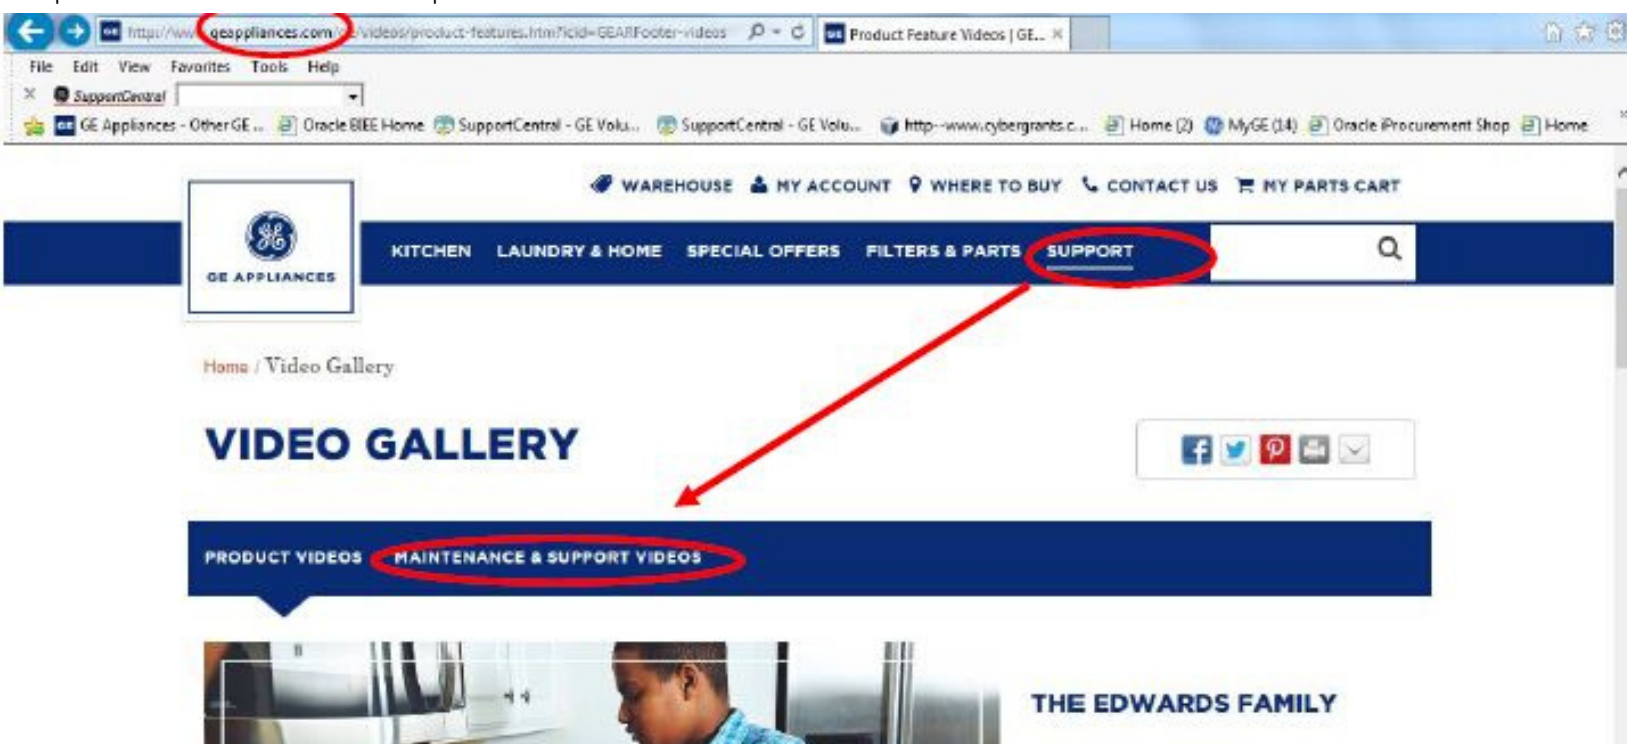 geappliances.com/ge/videos/product-features.htm?icid=GEARFooter-videos
Product Feature Videos | GE...
File Edit View Favorites Tools Help
SupportCentral
GE Appliances - Other GE ... Oracle BIEE Home SupportCentral - GE Volu... SupportCentral - GE Volu... http--www.cybergrants.c... Home (2) MyGE (14) Oracle iProcurement Shop Home
WAREHOUSE MY ACCOUNT WHERE TO BUY CONTACT US MY PARTS CART
KITCHEN LAUNDRY & HOME SPECIAL OFFERS FILTERS & PARTS SUPPORT
GE APPLIANCES
Home / Video Gallery
VIDEO GALLERY
PRODUCT VIDEOS MAINTENANCE & SUPPORT VIDEOS
THE EDWARDS FAMILY